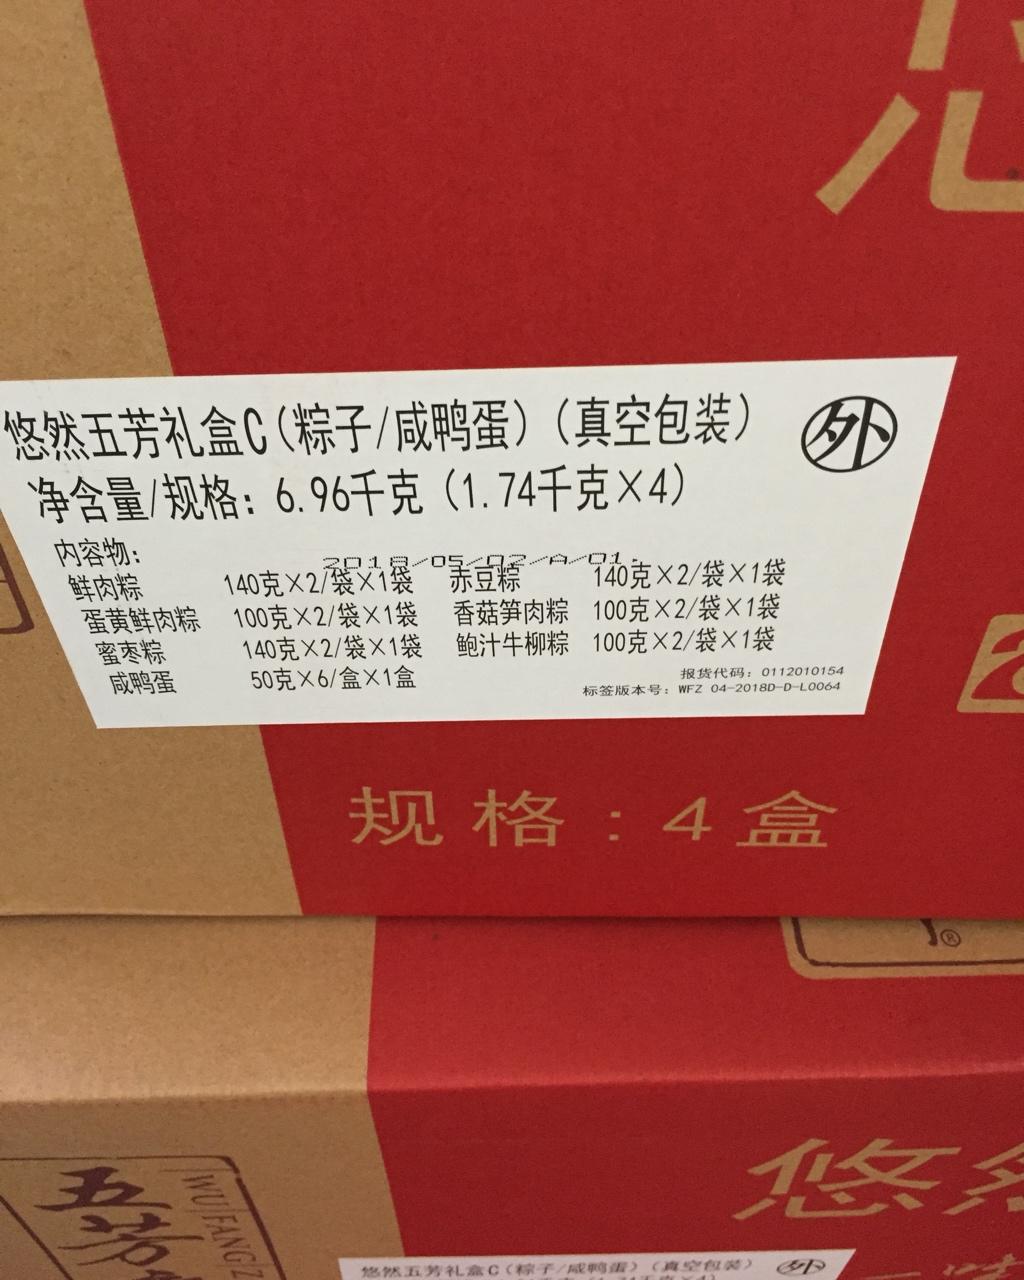 悠然五芳礼盒C(粽子/咸鸭蛋)(真空包装) 外
净含量/规格: 6.96千克(1.74千克×4)
内容物:
2018/05/02/A/01.
鲜肉粽 140克×2/袋×1袋 赤豆粽 140克×2/袋×1袋
蛋黄鲜肉粽 100克×2/袋×1袋 香菇笋肉粽 100克×2/袋×1袋
蜜枣粽 140克×2/袋×1袋 鲍汁牛柳粽 100克×2/袋×1袋
咸鸭蛋 50克×6/盒×1盒
报货代码: 0112010154
标签版本号: WFZ 04-2018D-D-L0064
规格:4盒
®
悠然
五芳
WU|FANG|Z
悠然五芳礼盒C(粽子/咸鸭蛋)(真空包装) 外